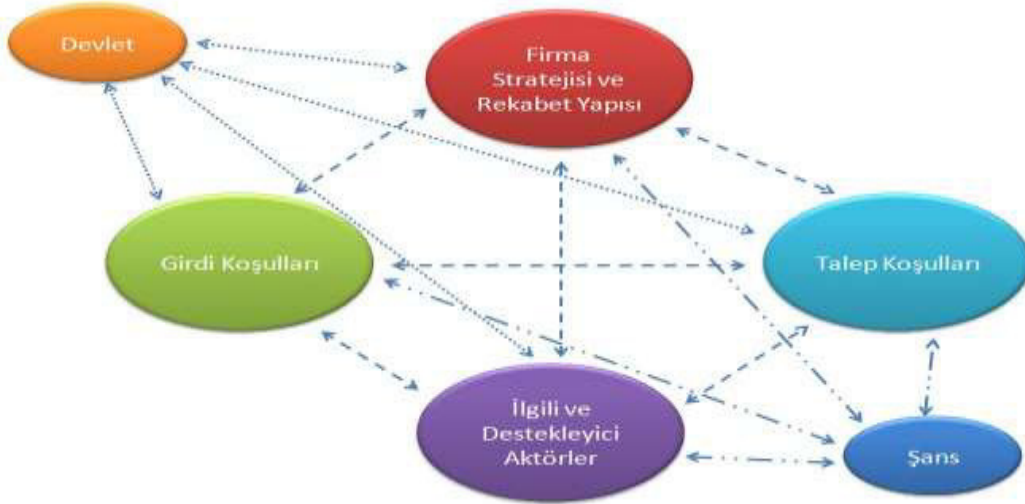 Devlet
Firma
Stratejisi ve
Rekabet Yapısı
Girdi Koşulları
Talep Koşulları
İlgili ve
Destekleyici
Aktörler
Şans